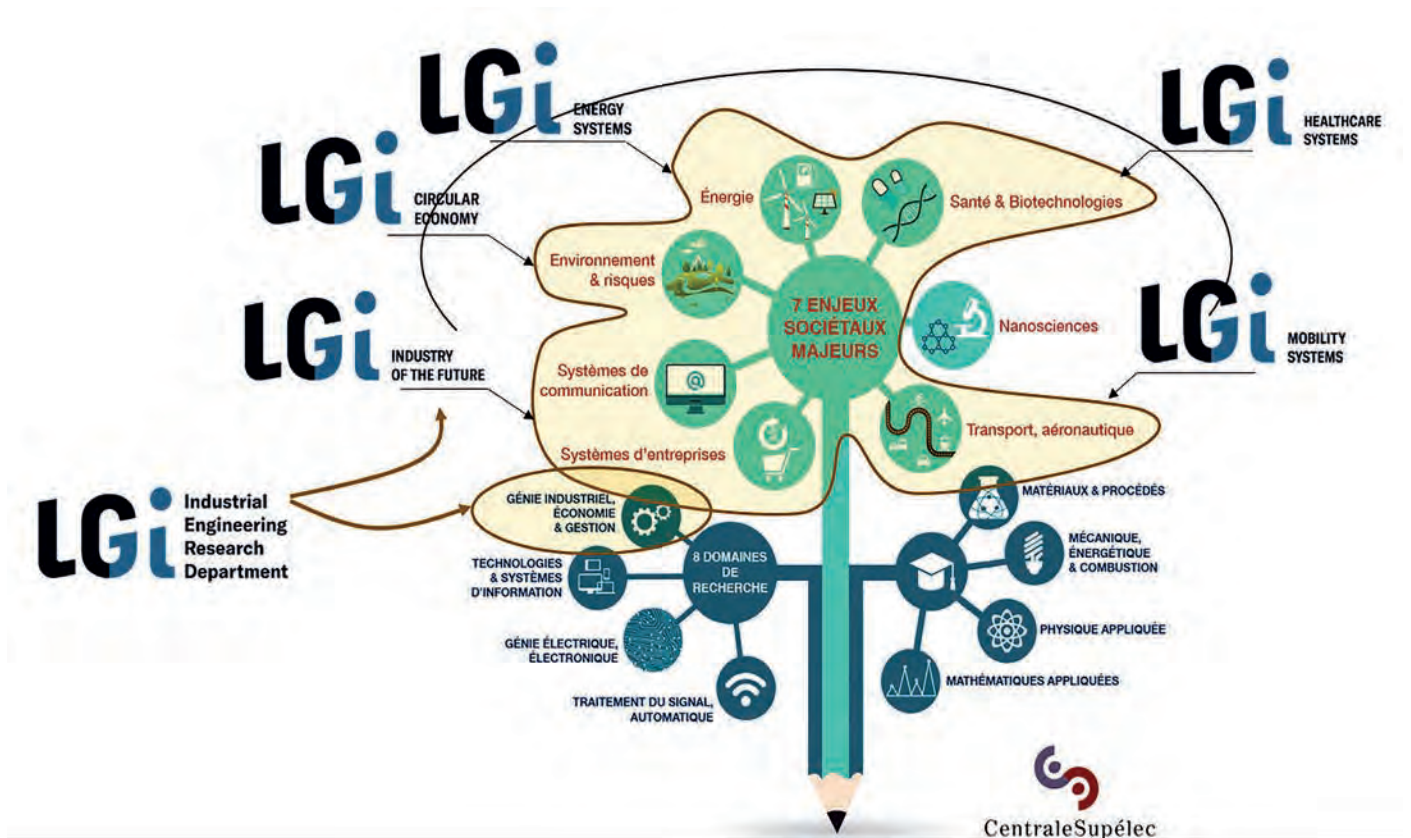 LGi
ENERGY
SYSTEMS
LGi
HEALTHCARE
SYSTEMS
LGi
CIRCULAR
ECONOMY
Énergie
Santé & Biotechnologies
Environnement
& risques
7 ENJEUX
SOCIÉTAUX
MAJEURS
Nanosciences
LGi
INDUSTRY
OF THE FUTURE
LGi
MOBILITY
SYSTEMS
Systèmes de
communication
@
Systèmes d'entreprises
Transport, aéronautique
LGi
Industrial
Engineering
Research
Department
GÉNIE INDUSTRIEL,
ÉCONOMIE
& GESTION
TECHNOLOGIES
& SYSTÈMES
D'INFORMATION
8 DOMAINES
DE
RECHERCHE
GÉNIE ÉLECTRIQUE,
ÉLECTRONIQUE
TRAITEMENT DU SIGNAL,
AUTOMATIQUE
MATÉRIAUX & PROCÉDÉS
MÉCANIQUE,
ÉNERGÉTIQUE
& COMBUSTION
PHYSIQUE APPLIQUÉE
MATHÉMATIQUES APPLIQUÉES
CentraleSupélec